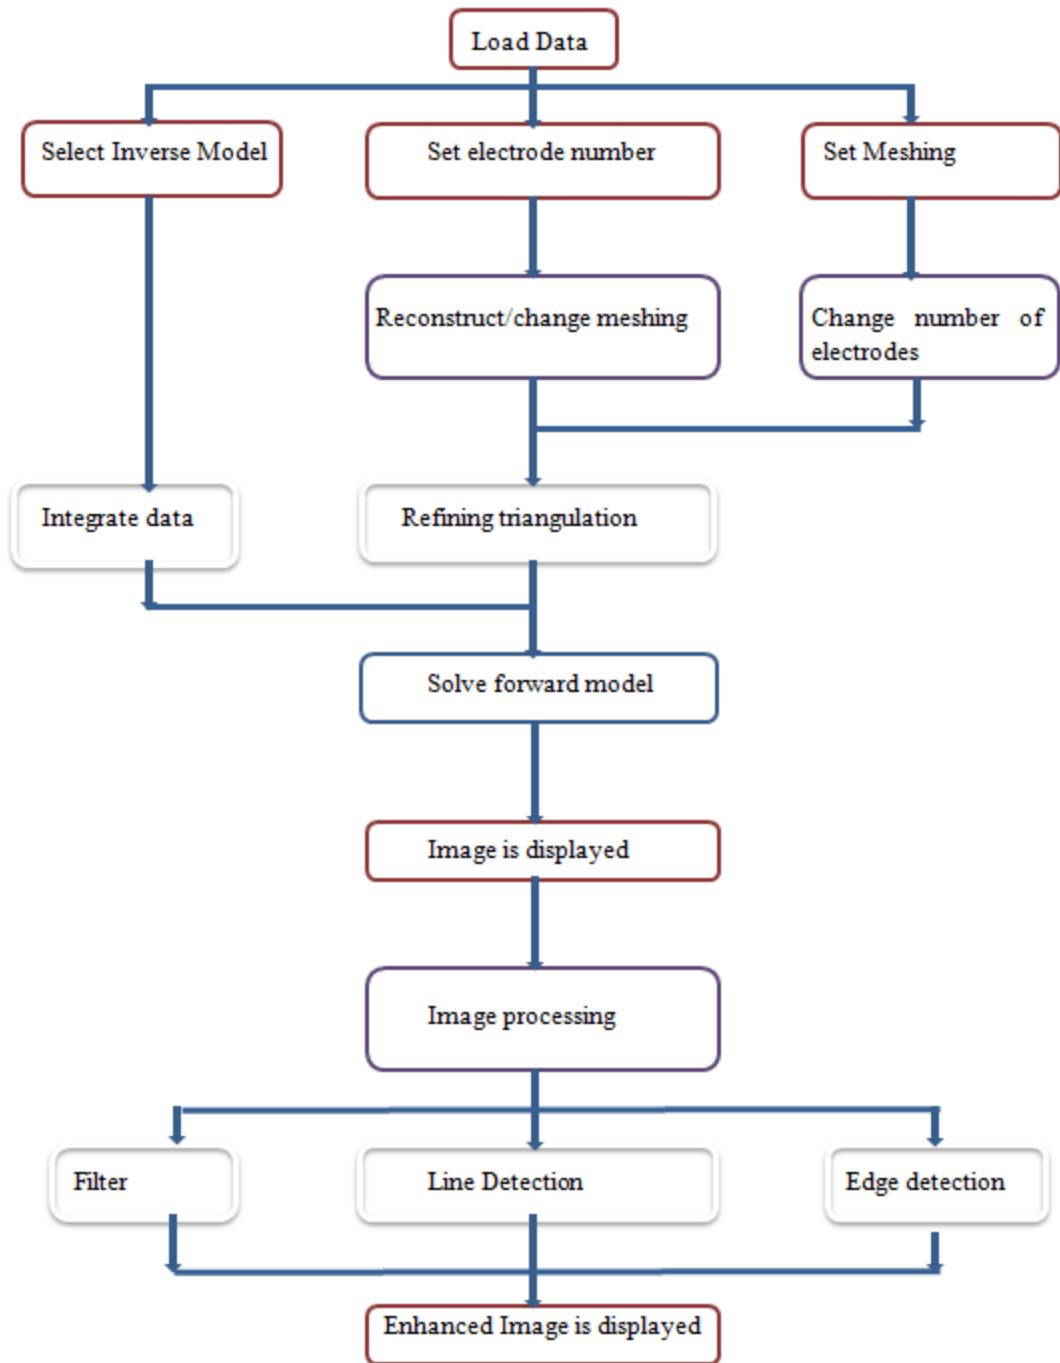 Load Data
Select Inverse Model
Set electrode number
Set Meshing
Reconstruct/change meshing
Change number of
electrodes
Integrate data
Refining triangulation
Solve forward model
Image is displayed
Image processing
Filter
Line Detection
Edge detection
Enhanced Image is displayed